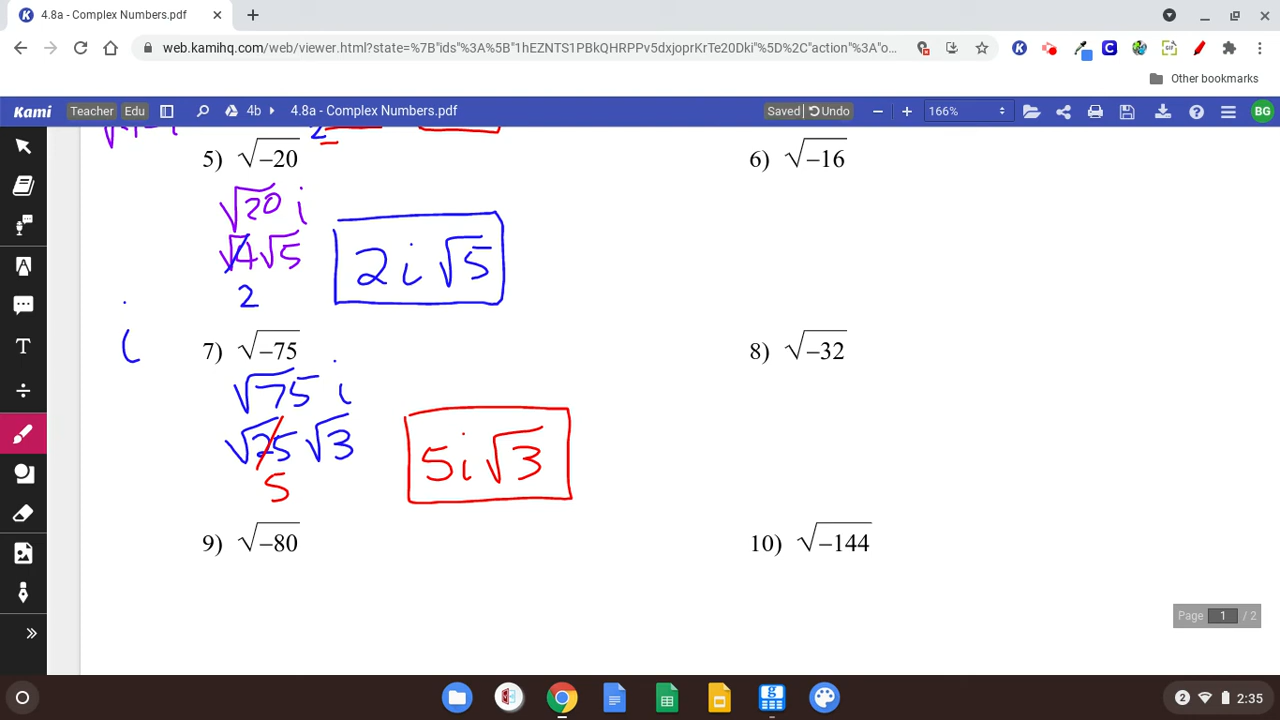 4.8a - Complex Numbers.pdf
web.kamihq.com/web/viewer.html?state=%7B"ids"%3A%5B"1hEZNTS1PBkQHRPPv5dxjoprKrTe20Dki"%5D%2C"action"%3A"o...
Other bookmarks
Kami Teacher Edu 4b 4.8a - Complex Numbers.pdf Saved Undo 166% BG
5) √−20
6) √−16
√20 i
√4 √5
2
2i√5
i
7) √−75
8) √−32
√75 i
√25 √3
5
5i√3
9) √−80
10) √−144
Page 1 / 2
2 2:35